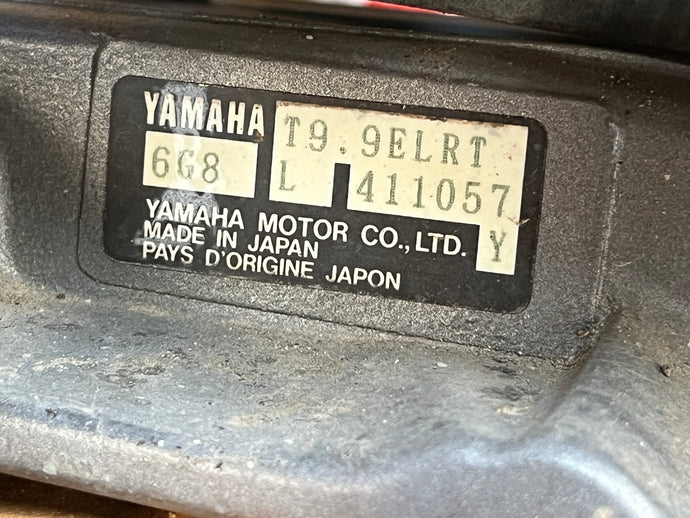 YAMAHA T9.9ELRT
6G8 L 411057
YAMAHA MOTOR CO., LTD. Y
MADE IN JAPAN
PAYS D'ORIGINE JAPON